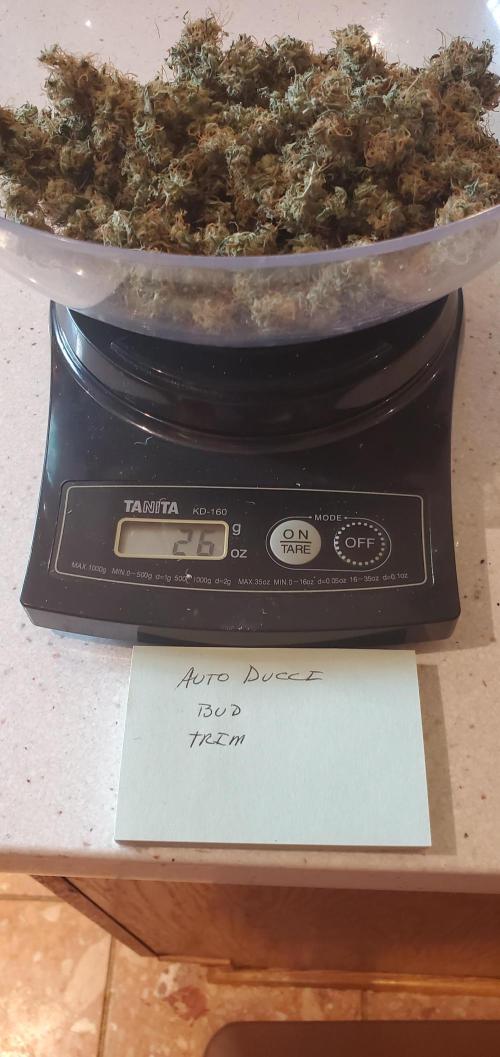 TANITA KD-160
26 g
oz
MODE
ON
TARE
OFF
MAX.1000g MIN.0-500g d=1g 500-1000g d=2g MAX.35oz MIN.0-16oz d=0.05oz 16-35oz d=0.1oz
AUTO DUCCI
BUD
TRIM